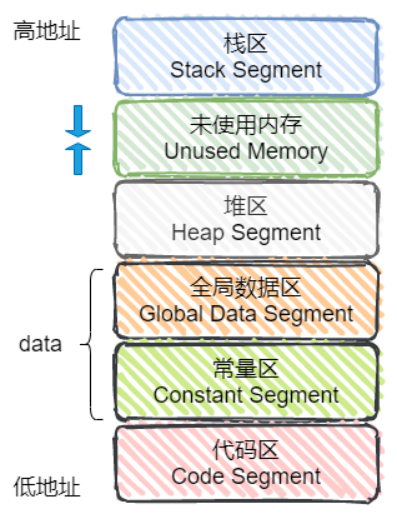 高地址
栈区
Stack Segment
未使用内存
Unused Memory
堆区
Heap Segment
全局数据区
Global Data Segment
data
常量区
Constant Segment
代码区
Code Segment
低地址